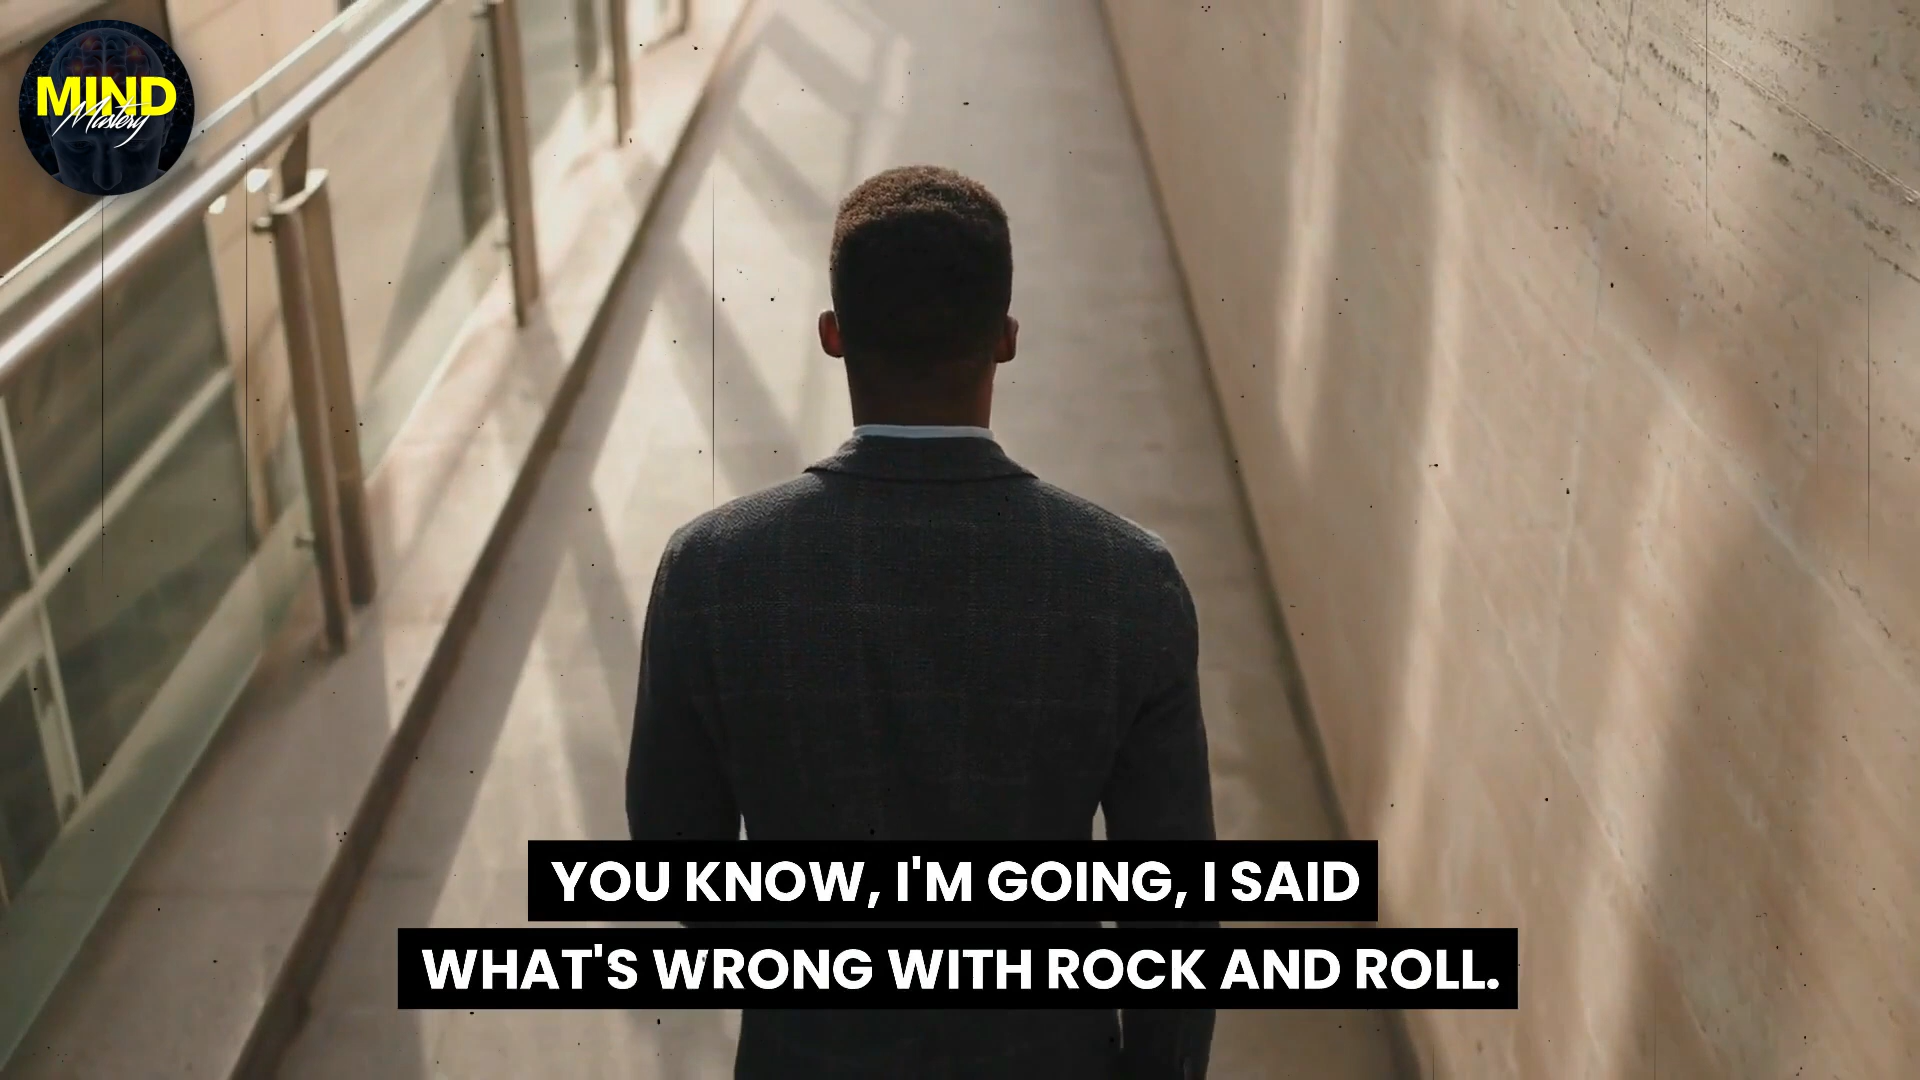 MIND
Mastery
YOU KNOW, I'M GOING, I SAID
WHAT'S WRONG WITH ROCK AND ROLL.